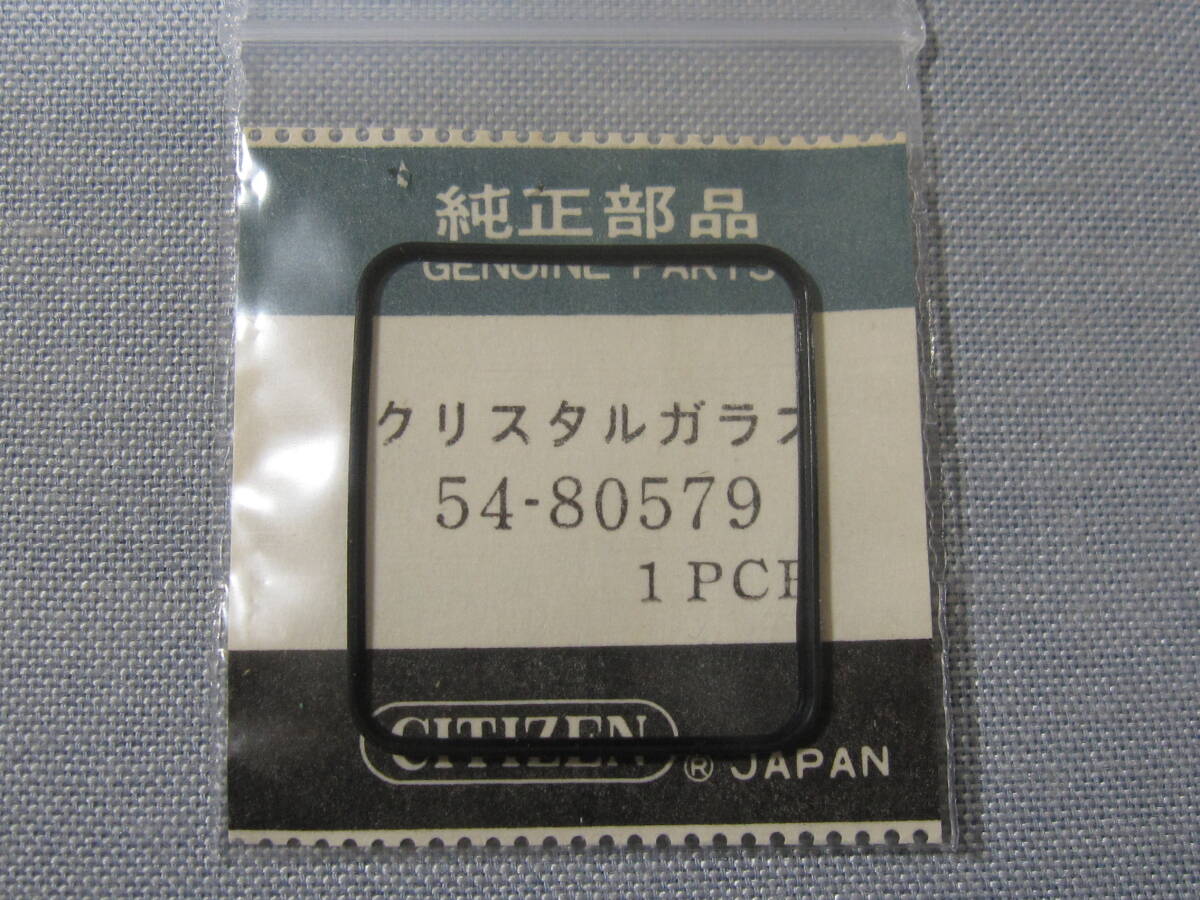 純正部品
GENUINE PARTS
クリスタルガラス
54-80579
1 PCE
CITIZEN
® JAPAN